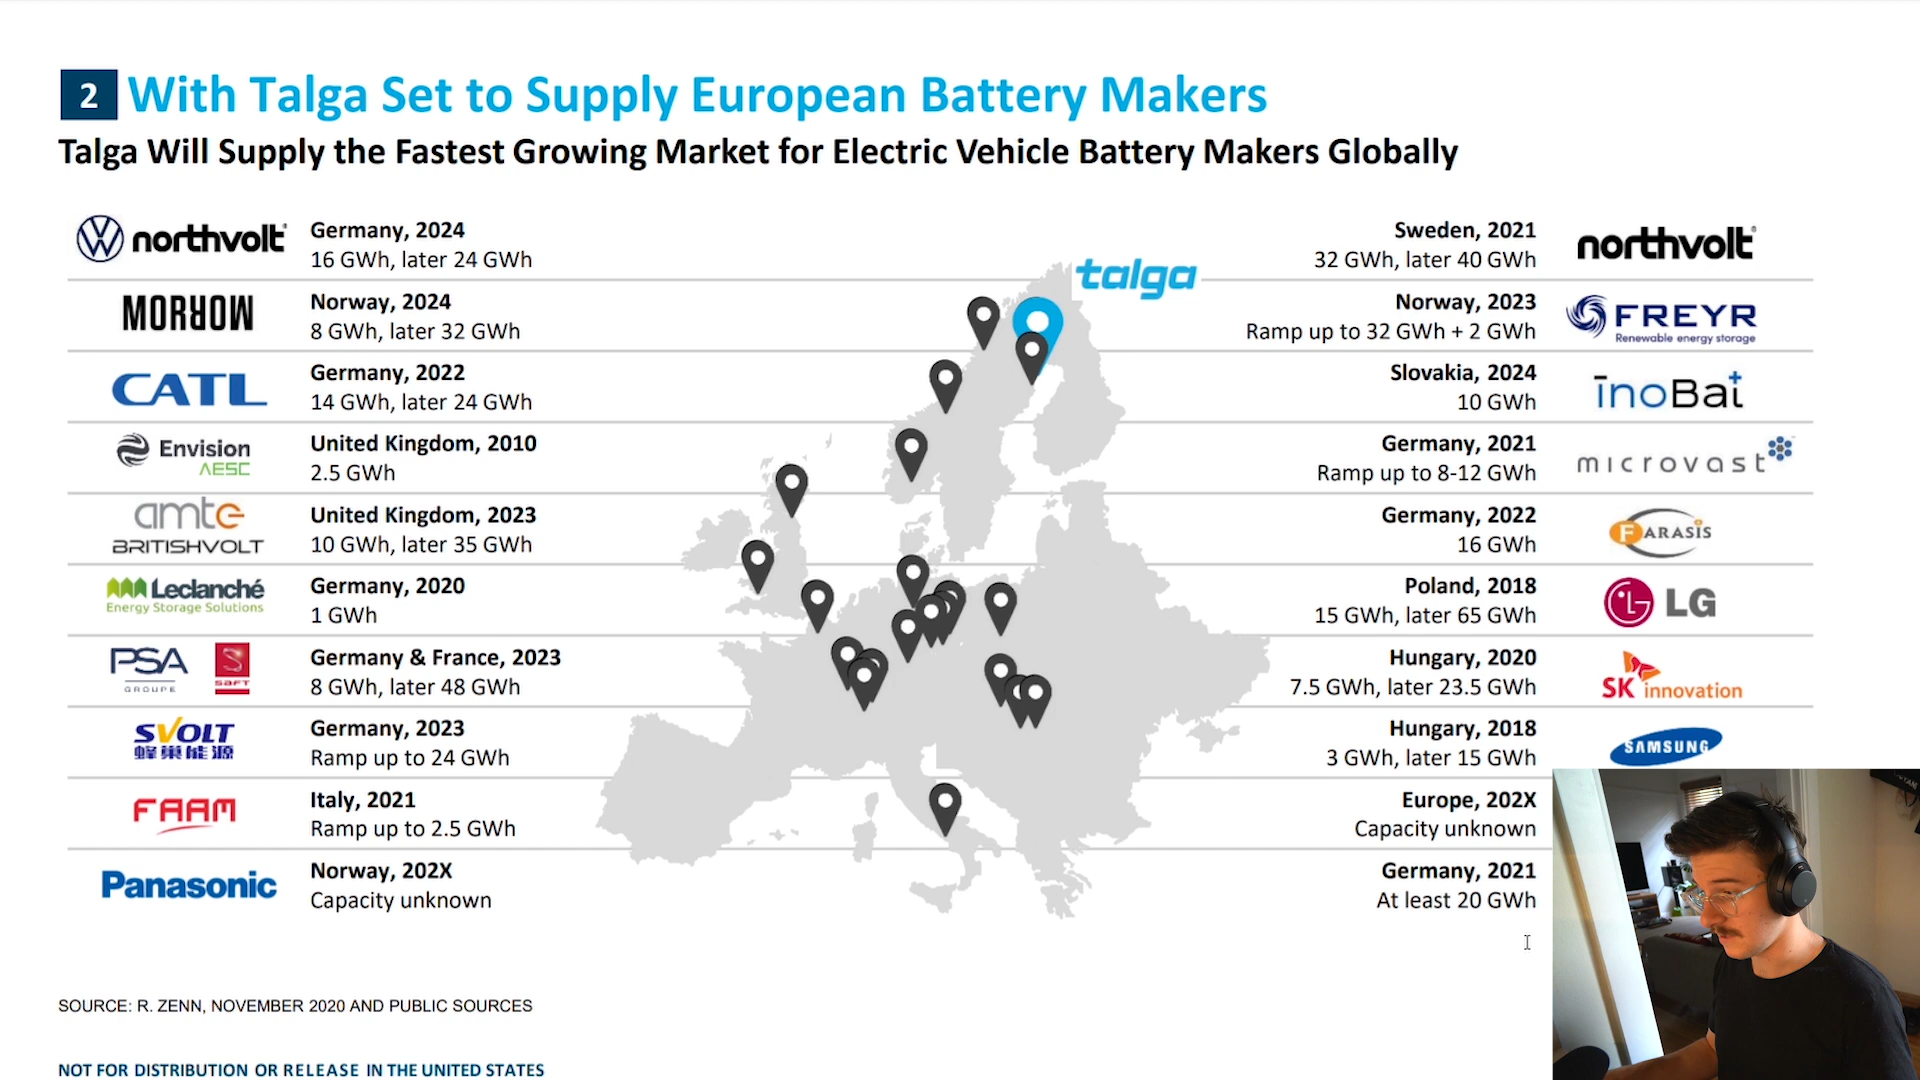 2 With Talga Set to Supply European Battery Makers
Talga Will Supply the Fastest Growing Market for Electric Vehicle Battery Makers Globally
northvolt
Germany, 2024
16 GWh, later 24 GWh
MORROW
Norway, 2024
8 GWh, later 32 GWh
CATL
Germany, 2022
14 GWh, later 24 GWh
Envision
AESC
United Kingdom, 2010
2.5 GWh
amte
BRITISHVOLT
United Kingdom, 2023
10 GWh, later 35 GWh
Leclanché
Energy Storage Solutions
Germany, 2020
1 GWh
PSA
GROUPE
SAFT
Germany & France, 2023
8 GWh, later 48 GWh
SVOLT
蜂巢能源
Germany, 2023
Ramp up to 24 GWh
FAAM
Italy, 2021
Ramp up to 2.5 GWh
Panasonic
Norway, 202X
Capacity unknown
talga
Sweden, 2021
32 GWh, later 40 GWh
northvolt
Norway, 2023
Ramp up to 32 GWh + 2 GWh
FREYR
Renewable energy storage
Slovakia, 2024
10 GWh
inoBat+
Germany, 2021
Ramp up to 8-12 GWh
microvast
Germany, 2022
16 GWh
FARASIS
Poland, 2018
15 GWh, later 65 GWh
LG
Hungary, 2020
7.5 GWh, later 23.5 GWh
SK innovation
Hungary, 2018
3 GWh, later 15 GWh
SAMSUNG
Europe, 202X
Capacity unknown
Germany, 2021
At least 20 GWh
SOURCE: R. ZENN, NOVEMBER 2020 AND PUBLIC SOURCES
NOT FOR DISTRIBUTION OR RELEASE IN THE UNITED STATES